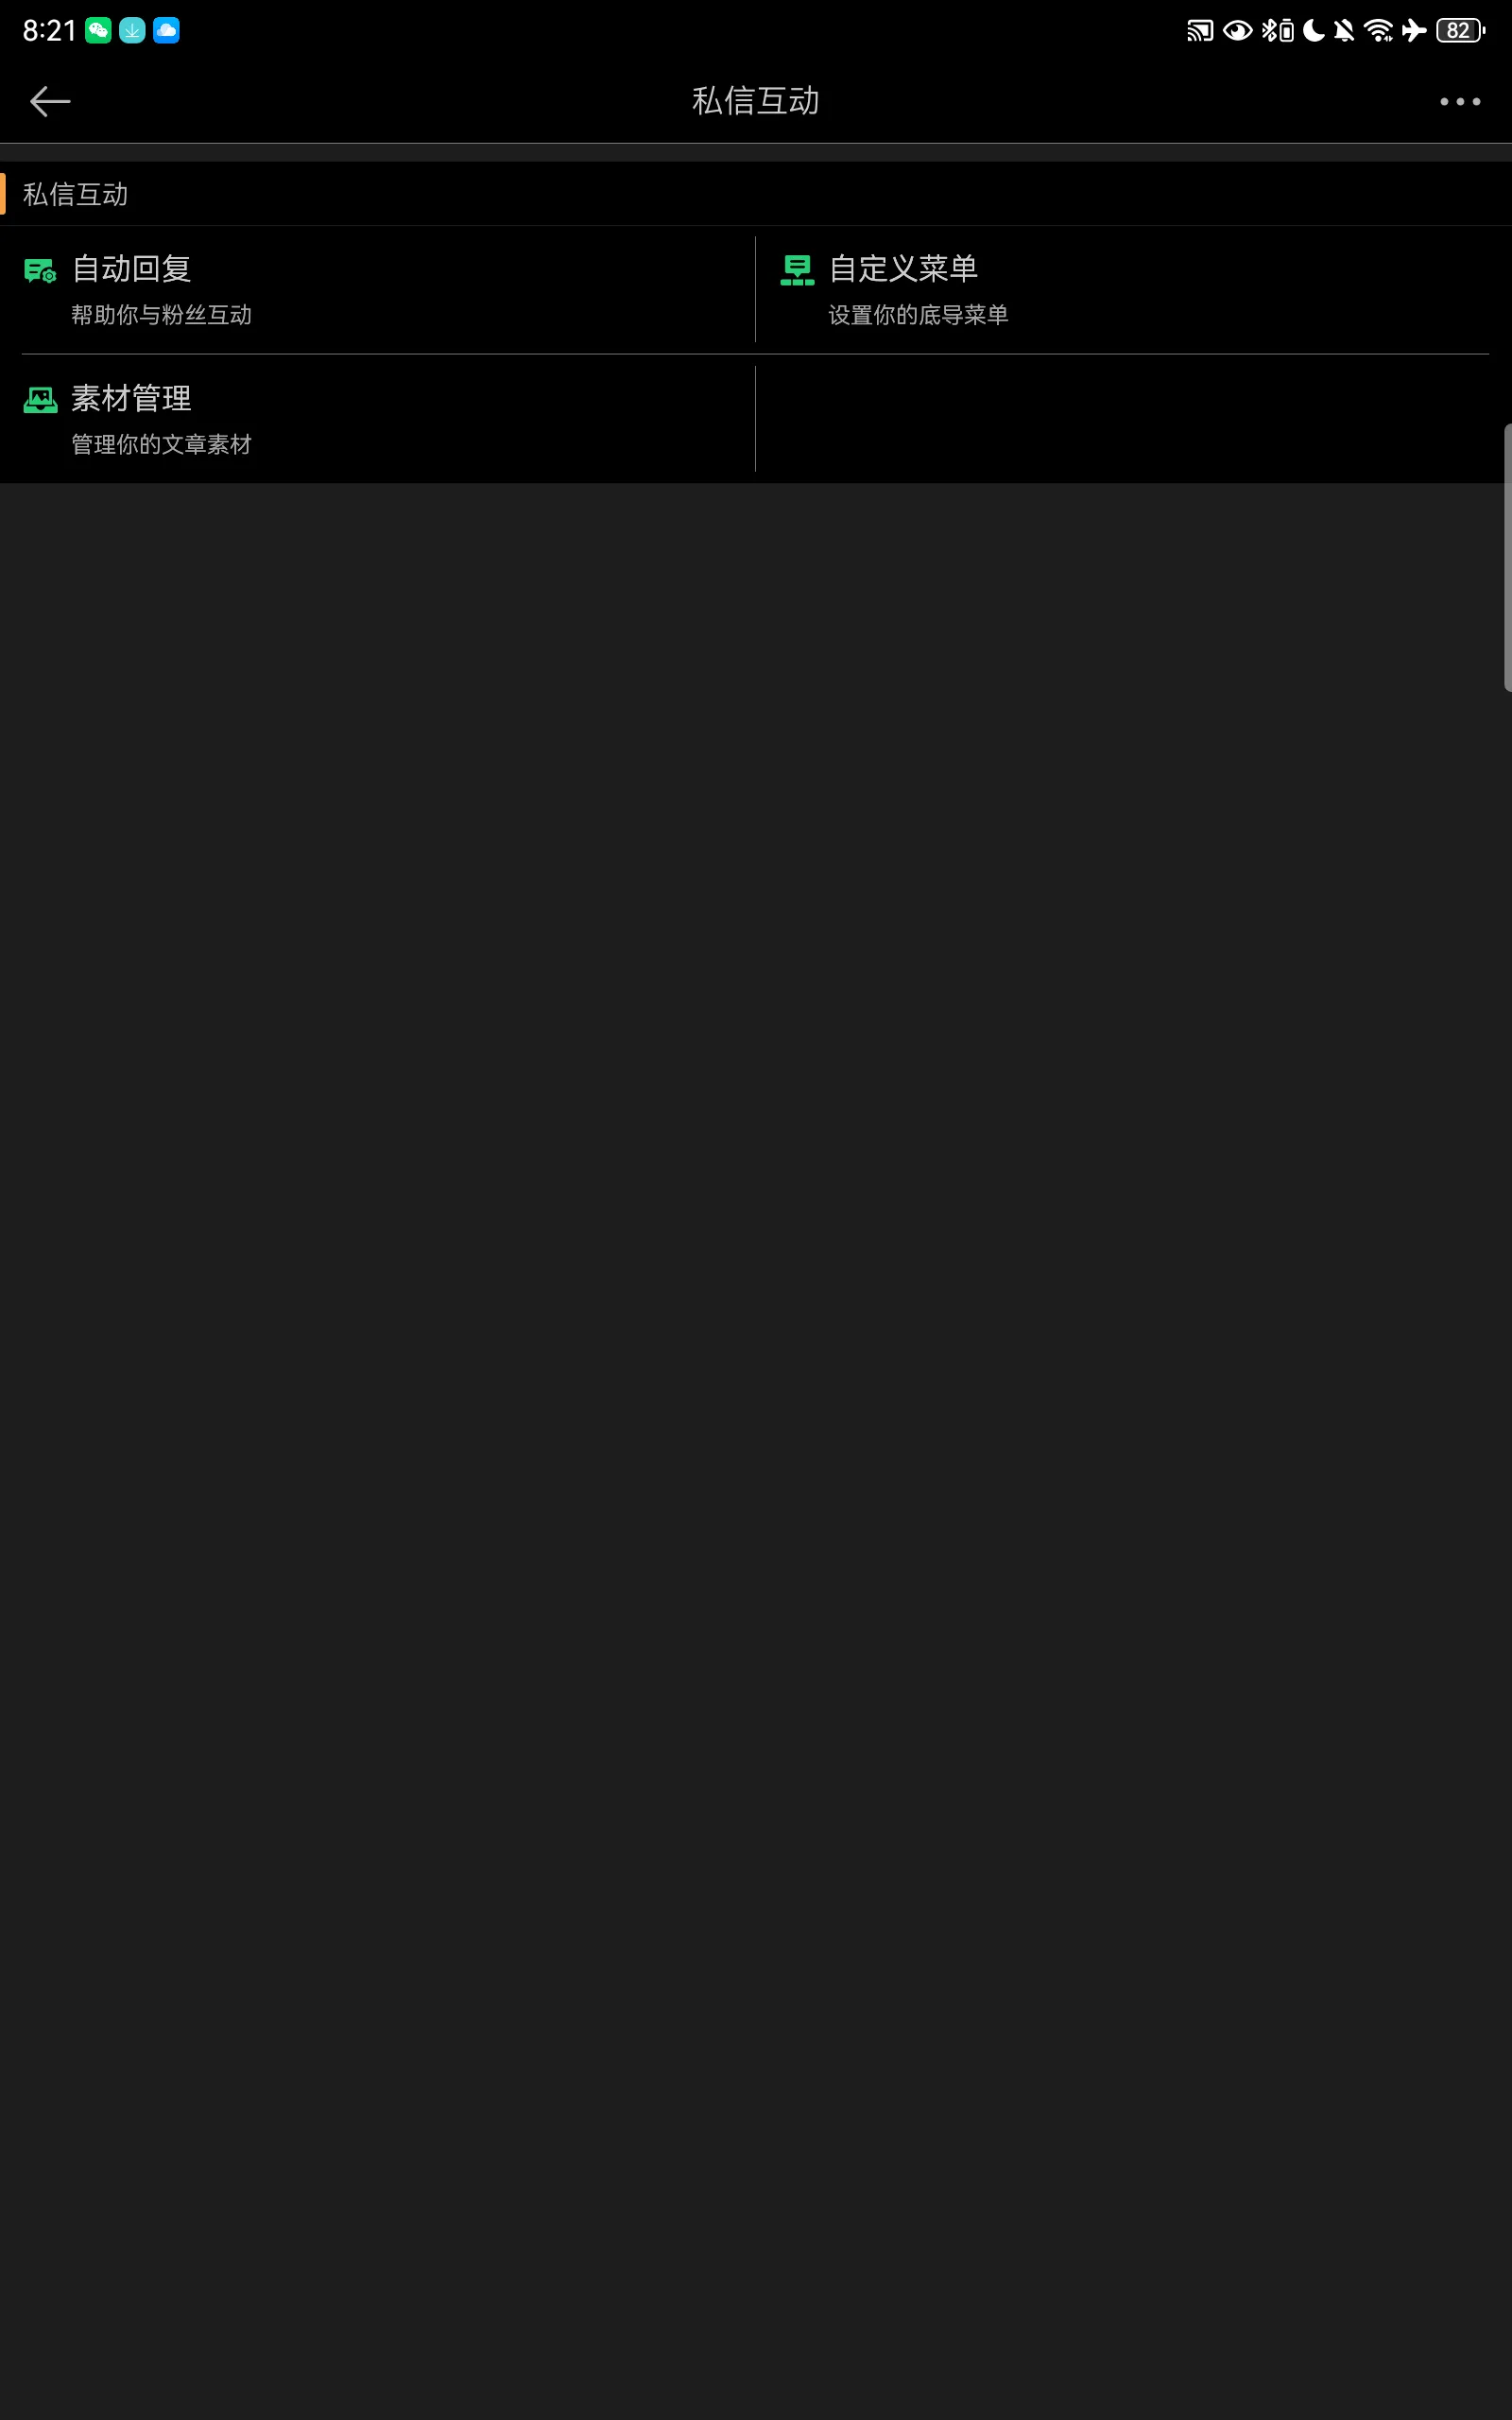 8:21
82
私信互动
私信互动
自动回复
帮助你与粉丝互动
自定义菜单
设置你的底导菜单
素材管理
管理你的文章素材